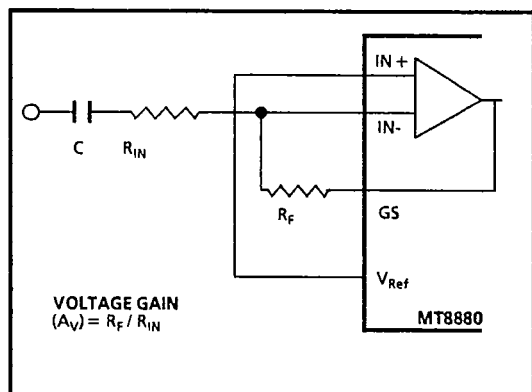 IN +
IN-
C
R_IN
R_F
GS
V_Ref
VOLTAGE GAIN
(A_V) = R_F / R_IN
MT8880